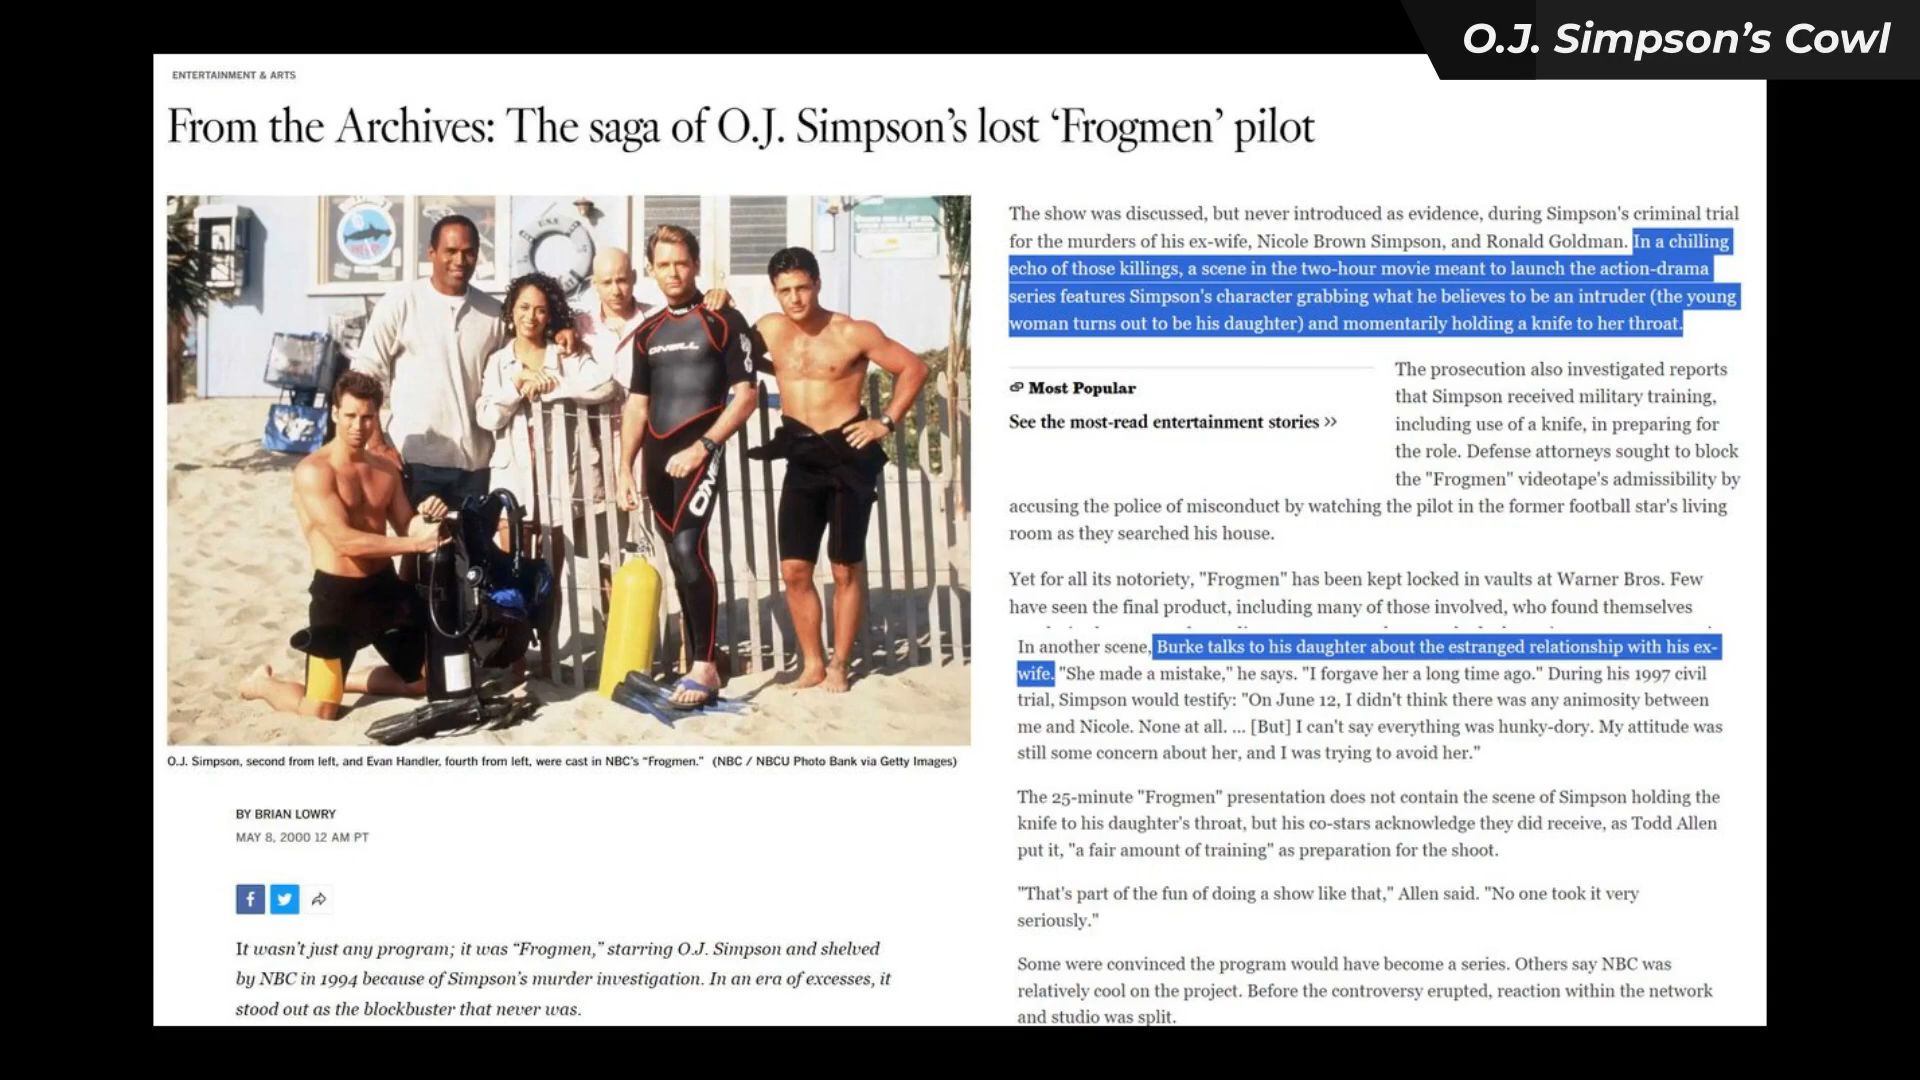 O.J. Simpson's Cowl
ENTERTAINMENT & ARTS
From the Archives: The saga of O.J. Simpson's lost 'Frogmen' pilot
O'NEILL
O.J. Simpson, second from left, and Evan Handler, fourth from left, were cast in NBC's "Frogmen." (NBC / NBCU Photo Bank via Getty Images)
BY BRIAN LOWRY
MAY 8, 2000 12 AM PT
It wasn't just any program; it was "Frogmen," starring O.J. Simpson and shelved
by NBC in 1994 because of Simpson's murder investigation. In an era of excesses, it
stood out as the blockbuster that never was.
The show was discussed, but never introduced as evidence, during Simpson's criminal trial
for the murders of his ex-wife, Nicole Brown Simpson, and Ronald Goldman. In a chilling
echo of those killings, a scene in the two-hour movie meant to launch the action-drama
series features Simpson's character grabbing what he believes to be an intruder (the young
woman turns out to be his daughter) and momentarily holding a knife to her throat.
Most Popular
See the most-read entertainment stories >>
The prosecution also investigated reports
that Simpson received military training,
including use of a knife, in preparing for
the role. Defense attorneys sought to block
the "Frogmen" videotape's admissibility by
accusing the police of misconduct by watching the pilot in the former football star's living
room as they searched his house.
Yet for all its notoriety, "Frogmen" has been kept locked in vaults at Warner Bros. Few
have seen the final product, including many of those involved, who found themselves
In another scene, Burke talks to his daughter about the estranged relationship with his ex-
wife. "She made a mistake," he says. "I forgave her a long time ago." During his 1997 civil
trial, Simpson would testify: "On June 12, I didn't think there was any animosity between
me and Nicole. None at all. ... [But] I can't say everything was hunky-dory. My attitude was
still some concern about her, and I was trying to avoid her."
The 25-minute "Frogmen" presentation does not contain the scene of Simpson holding the
knife to his daughter's throat, but his co-stars acknowledge they did receive, as Todd Allen
put it, "a fair amount of training" as preparation for the shoot.
"That's part of the fun of doing a show like that," Allen said. "No one took it very
seriously."
Some were convinced the program would have become a series. Others say NBC was
relatively cool on the project. Before the controversy erupted, reaction within the network
and studio was split.